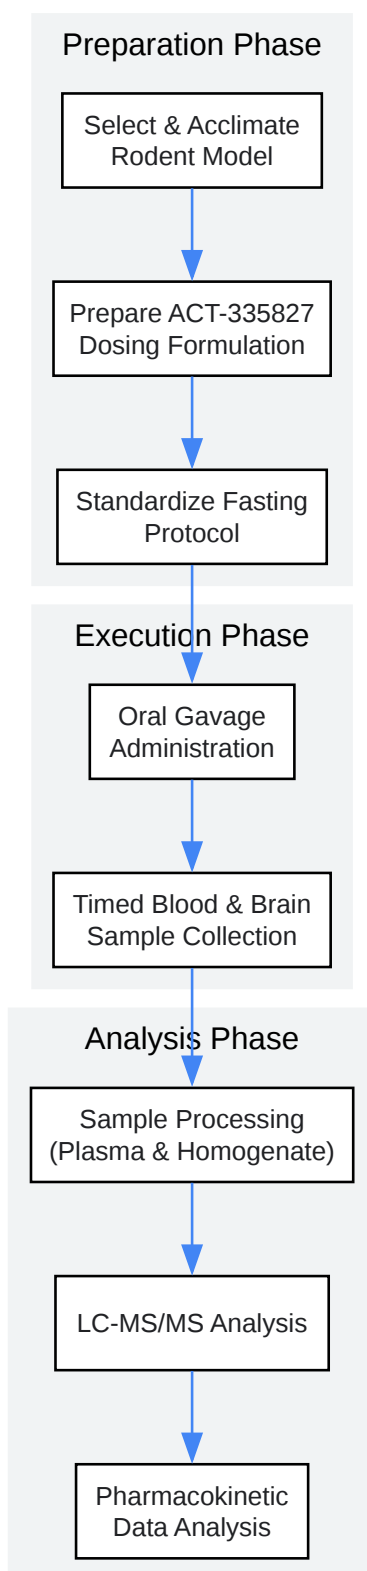 Preparation Phase
Select & Acclimate
Rodent Model
Prepare ACT-335827
Dosing Formulation
Standardize Fasting
Protocol
Execution Phase
Oral Gavage
Administration
Timed Blood & Brain
Sample Collection
Analysis Phase
Sample Processing
(Plasma & Homogenate)
LC-MS/MS Analysis
Pharmacokinetic
Data Analysis